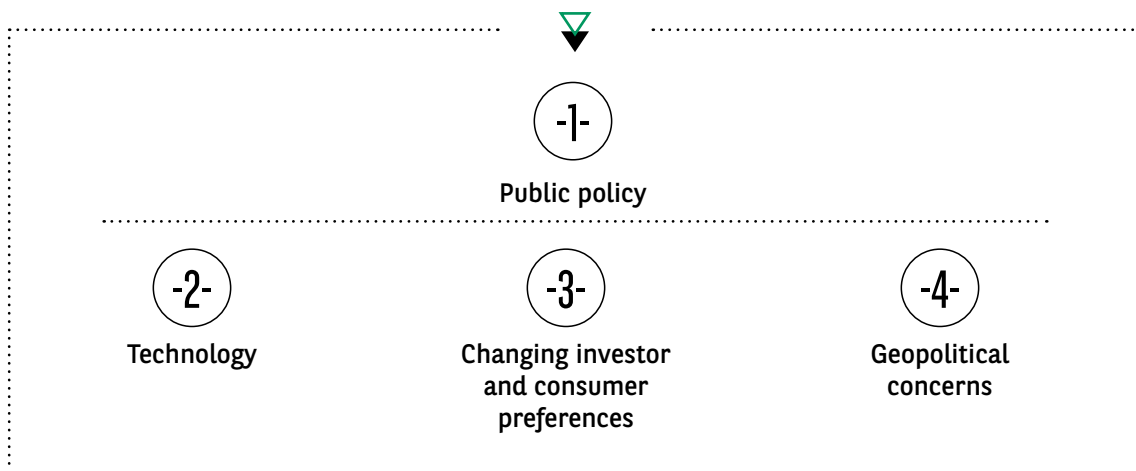 -1-
Public policy
-2-
Technology
-3-
Changing investor
and consumer
preferences
-4-
Geopolitical
concerns